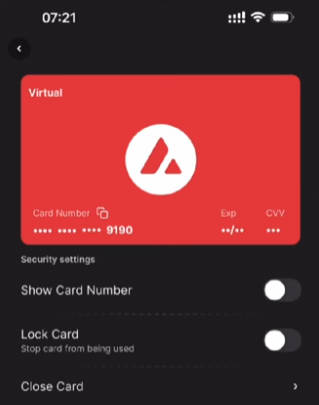 07:21
Virtual
Card Number Exp CVV
•••• •••• •••• 9190 ••/•• •••
Security settings
Show Card Number
Lock Card
Stop card from being used
Close Card